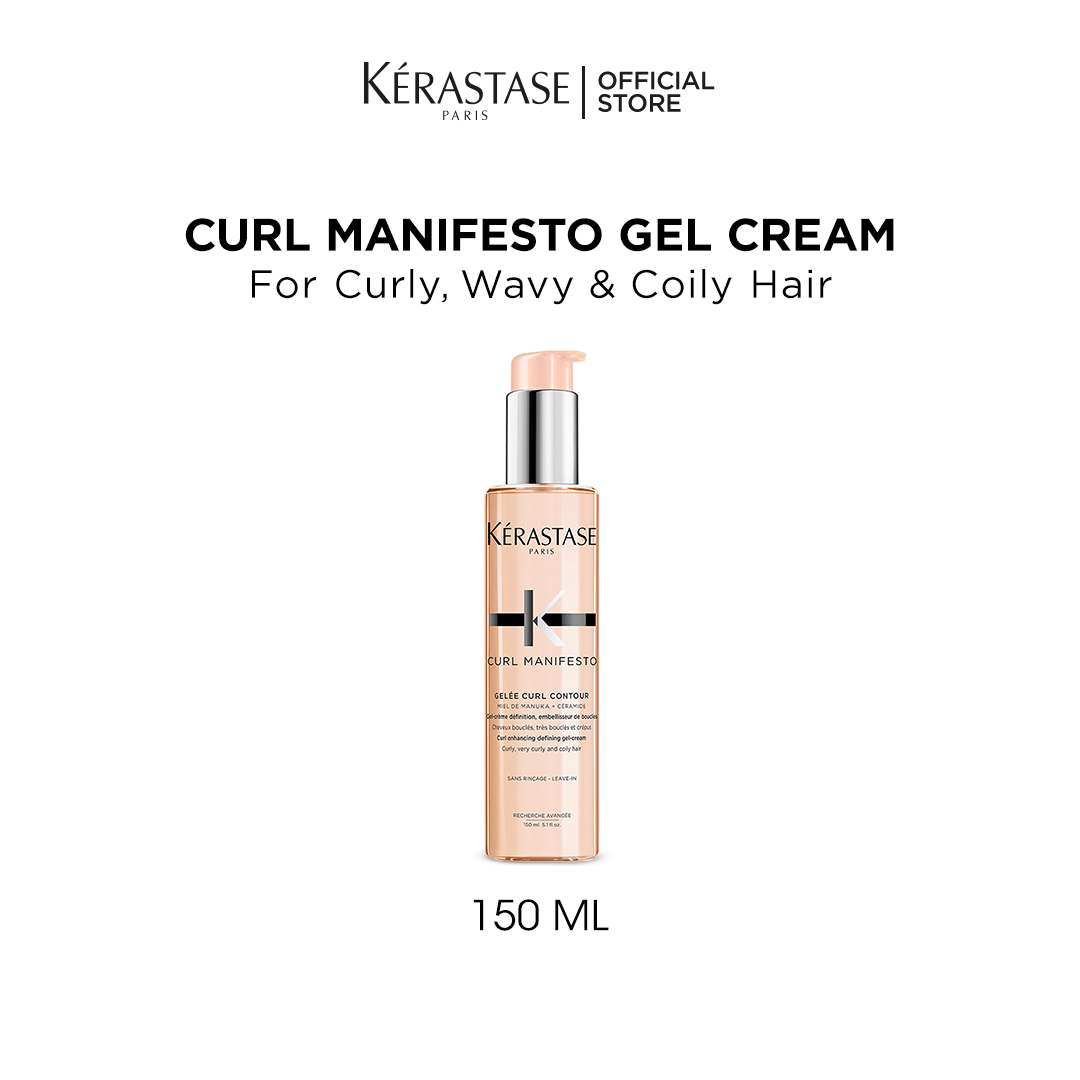 KÉRASTASE
PARIS
OFFICIAL
STORE
CURL MANIFESTO GEL CREAM
For Curly, Wavy & Coily Hair
KÉRASTASE
PARIS
K
CURL MANIFESTO
GELÉE CURL CONTOUR
MIEL DE MANUKA + CÉRAMIDE
Gel-crème définition, embellisseur de boucles
Cheveux bouclés, très bouclés et crépus
Curl enhancing defining gel-cream
Curly, very curly and coily hair
SANS RINÇAGE - LEAVE-IN
RECHERCHE AVANCÉE
150 ml 5.1 fl.oz.
150 ML